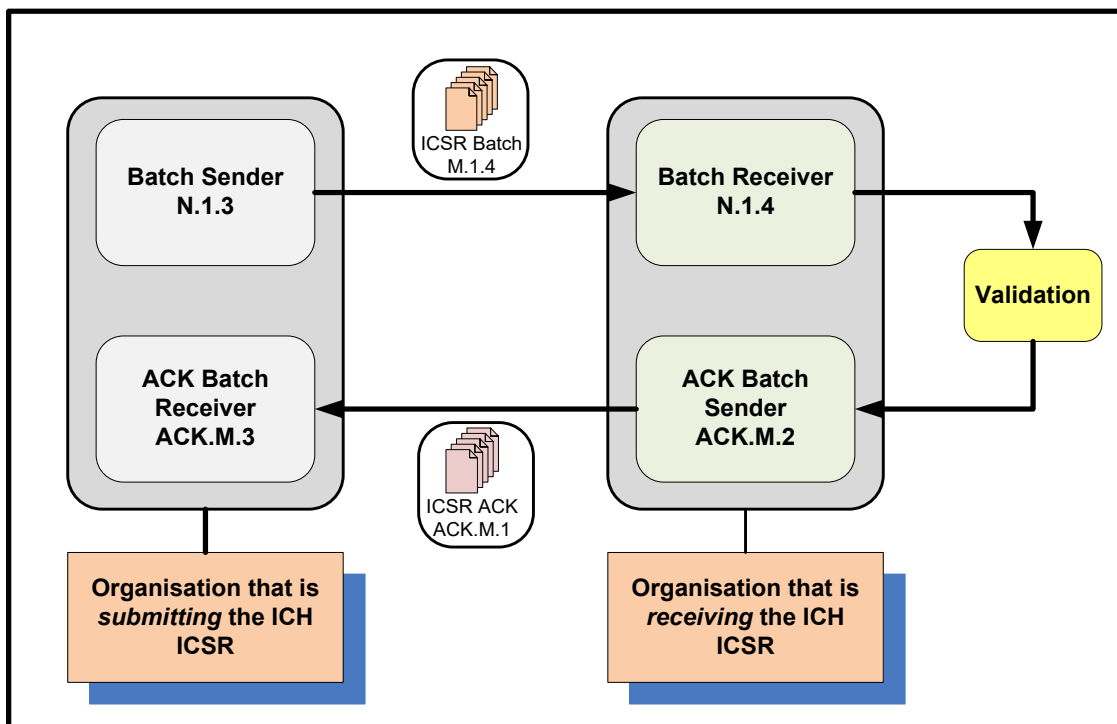 ICSR Batch
M.1.4
Batch Sender
N.1.3
Batch Receiver
N.1.4
Validation
ACK Batch
Receiver
ACK.M.3
ACK Batch
Sender
ACK.M.2
ICSR ACK
ACK.M.1
Organisation that is
submitting the ICH
ICSR
Organisation that is
receiving the ICH
ICSR